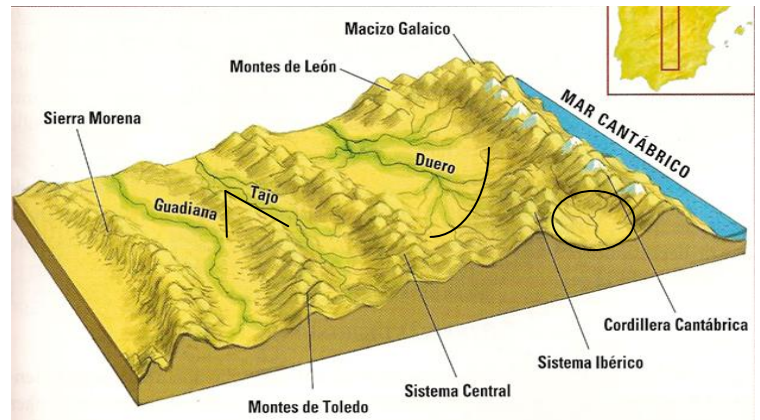 Macizo Galaico
Montes de León
Sierra Morena
MAR CANTÁBRICO
Duero
Tajo
Guadiana
Cordillera Cantábrica
Sistema Ibérico
Sistema Central
Montes de Toledo